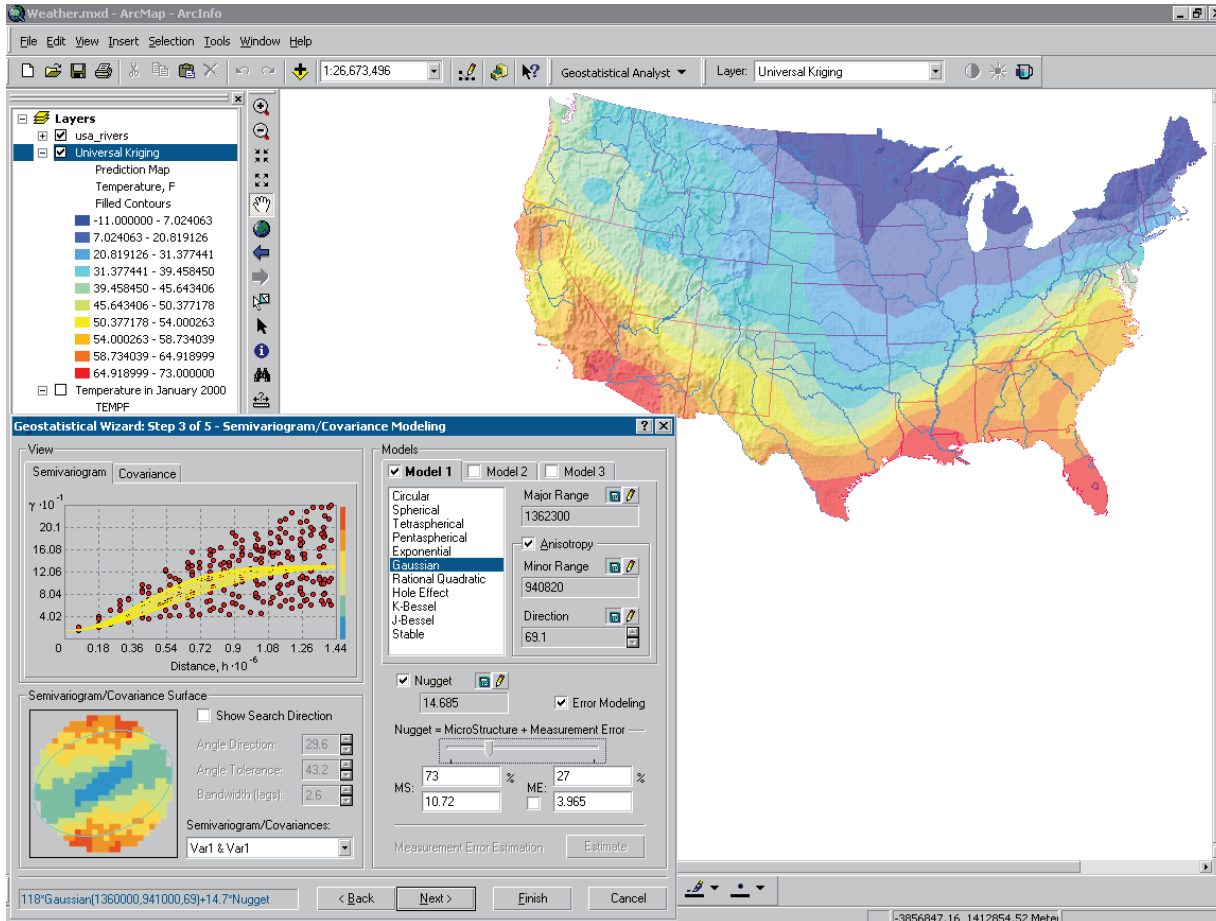 Weather.mxd - ArcMap - ArcInfo
File Edit View Insert Selection Tools Window Help
1:26,673,496
Geostatistical Analyst
Layer: Universal Kriging
Layers
usa_rivers
Universal Kriging
Prediction Map
Temperature, F
Filled Contours
-11.000000 - 7.024063
7.024063 - 20.819126
20.819126 - 31.377441
31.377441 - 39.458450
39.458450 - 45.643406
45.643406 - 50.377178
50.377178 - 54.000263
54.000263 - 58.734039
58.734039 - 64.918999
64.918999 - 73.000000
Temperature in January 2000
TEMPF
Geostatistical Wizard: Step 3 of 5 - Semivariogram/Covariance Modeling
View
Semivariogram Covariance
γ·10⁻¹
20.1
16.08
12.06
8.04
4.02
0 0.18 0.36 0.54 0.72 0.9 1.08 1.26 1.44
Distance, h·10⁻⁶
Semivariogram/Covariance Surface
Show Search Direction
Angle Direction: 29.6
Angle Tolerance: 43.2
Bandwidth (lags): 2.6
Semivariogram/Covariances:
Var1 & Var1
Models
Model 1 Model 2 Model 3
Circular
Spherical
Tetraspherical
Pentaspherical
Exponential
Gaussian
Rational Quadratic
Hole Effect
K-Bessel
J-Bessel
Stable
Major Range
1362300
Anisotropy
Minor Range
940820
Direction
69.1
Nugget
14.685
Error Modeling
Nugget = MicroStructure + Measurement Error
MS: 73 %
10.72
ME: 27 %
3.965
Measurement Error Estimation Estimate
118*Gaussian(1360000,941000,69)+14.7*Nugget
< Back Next > Finish Cancel
-3856847.16 1412854.52 Meter